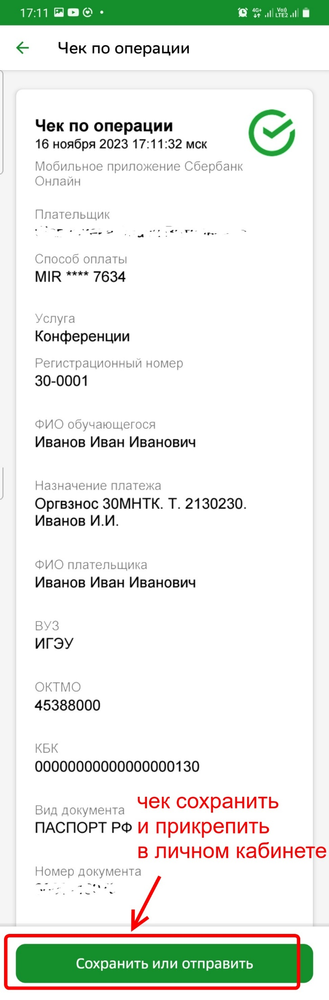 17:11
4G+
Vo))
LTE2
Чек по операции
Чек по операции
16 ноября 2023 17:11:32 мск
Мобильное приложение Сбербанк
Онлайн
Плательщик
Способ оплаты
MIR **** 7634
Услуга
Конференции
Регистрационный номер
30-0001
ФИО обучающегося
Иванов Иван Иванович
Назначение платежа
Оргвзнос 30МНТК. Т. 2130230.
Иванов И.И.
ФИО плательщика
Иванов Иван Иванович
ВУЗ
ИГЭУ
ОКТМО
45388000
КБК
00000000000000000130
Вид документа
ПАСПОРТ РФ
чек сохранить
и прикрепить
в личном кабинете
Номер документа
Сохранить или отправить